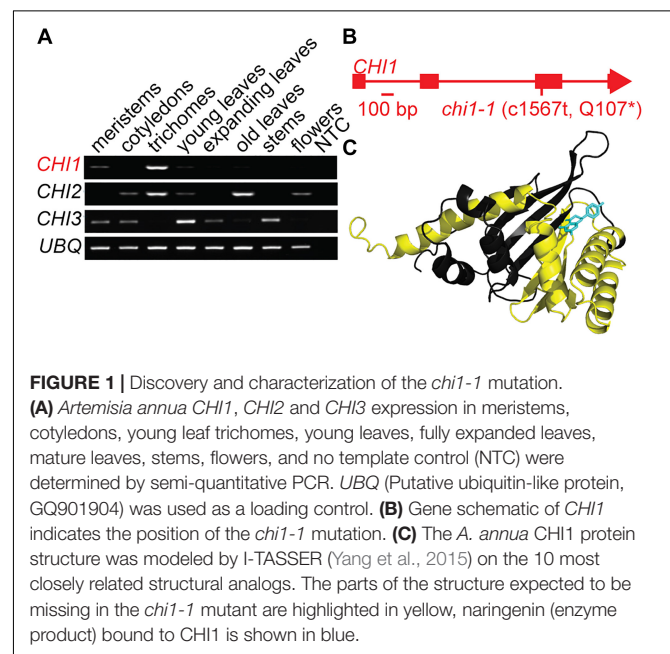 A
B
meristems
cotyledons
trichomes
young leaves
expanding leaves
old leaves
stems
flowers
NTC
CHI1
CHI2
CHI3
UBQ
CHI1
100 bp
chi1-1 (c1567t, Q107*)
C
FIGURE 1 | Discovery and characterization of the chi1-1 mutation.
(A) Artemisia annua CHI1, CHI2 and CHI3 expression in meristems,
cotyledons, young leaf trichomes, young leaves, fully expanded leaves,
mature leaves, stems, flowers, and no template control (NTC) were
determined by semi-quantitative PCR. UBQ (Putative ubiquitin-like protein,
GQ901904) was used as a loading control. (B) Gene schematic of CHI1
indicates the position of the chi1-1 mutation. (C) The A. annua CHI1 protein
structure was modeled by I-TASSER (Yang et al., 2015) on the 10 most
closely related structural analogs. The parts of the structure expected to be
missing in the chi1-1 mutant are highlighted in yellow, naringenin (enzyme
product) bound to CHI1 is shown in blue.